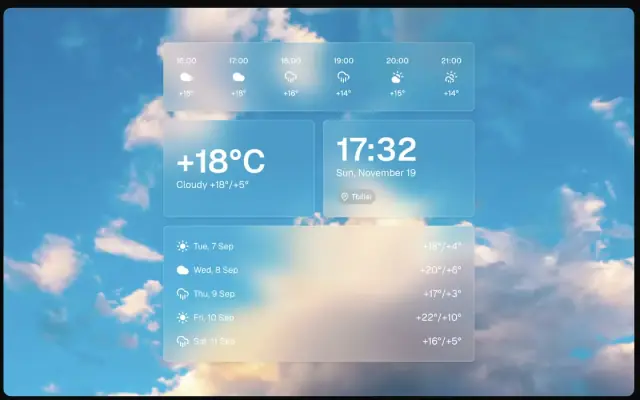 16:00 17:00 18:00 19:00 20:00 21:00
+18° +18° +16° +14° +15° +14°
+18°C
Cloudy +18°/+5°
17:32
Sun, November 19
Tbilisi
Tue, 7 Sep +18°/+4°
Wed, 8 Sep +20°/+6°
Thu, 9 Sep +17°/+3°
Fri, 10 Sep +22°/+10°
Sat, 11 Sep +16°/+5°